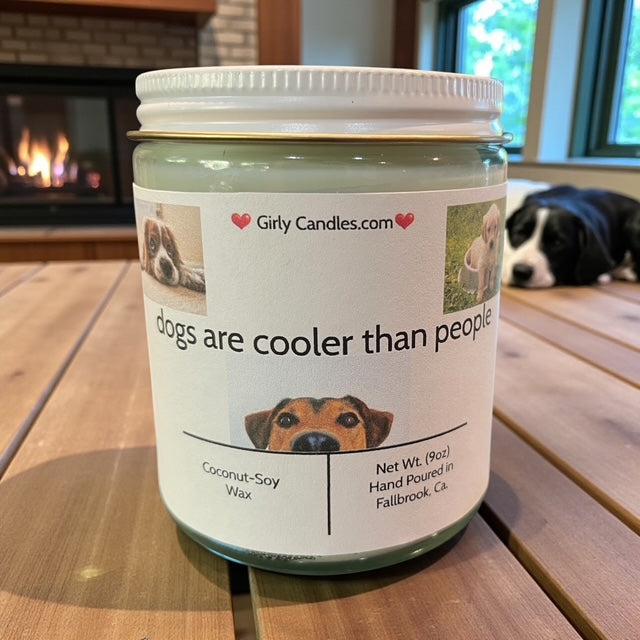 Girly Candles.com
dogs are cooler than people
Coconut-Soy
Wax
Net Wt. (9oz)
Hand Poured in
Fallbrook, Ca.